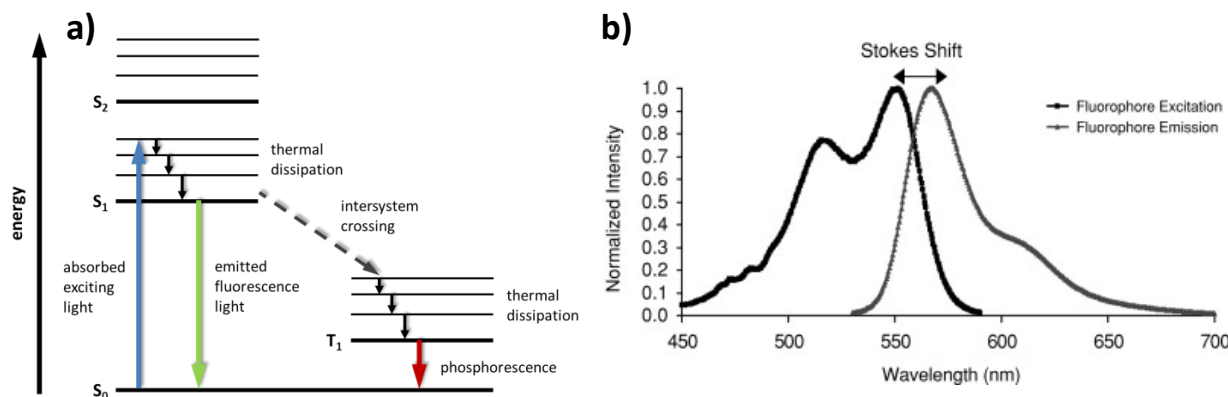 a)
energy
S2
S1
S0
thermal
dissipation
intersystem
crossing
absorbed
exciting
light
emitted
fluorescence
light
thermal
dissipation
T1
phosphorescence
b)
Stokes Shift
Fluorophore Excitation
Fluorophore Emission
Normalized Intensity
1.0
0.9
0.8
0.7
0.6
0.5
0.4
0.3
0.2
0.1
0.0
450 500 550 600 650 700
Wavelength (nm)